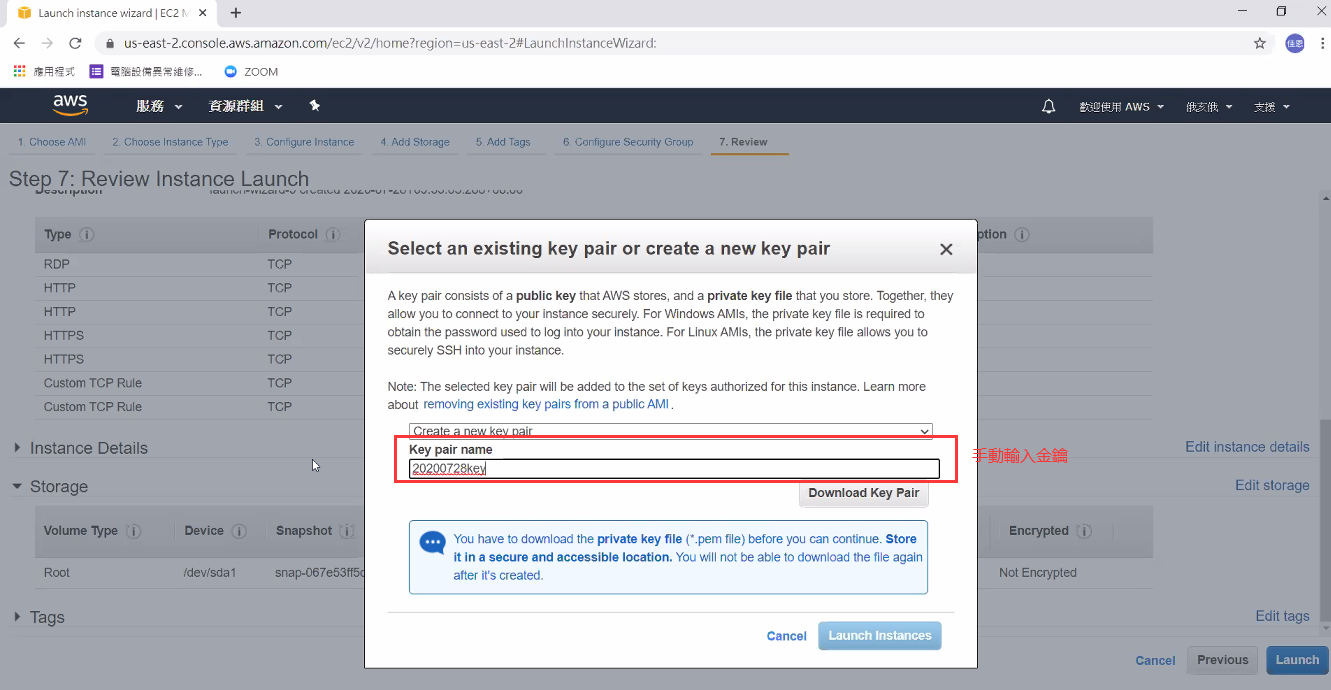 Launch instance wizard | EC2 M
us-east-2.console.aws.amazon.com/ec2/v2/home?region=us-east-2#LaunchInstanceWizard:
佳恩
應用程式
電腦設備異常維修...
ZOOM
aws
服務
資源群組
歡迎使用 AWS
俄亥俄
支援
1. Choose AMI
2. Choose Instance Type
3. Configure Instance
4. Add Storage
5. Add Tags
6. Configure Security Group
7. Review
Step 7: Review Instance Launch
Description
Type
Protocol
ption
RDP TCP
HTTP TCP
HTTP TCP
HTTPS TCP
HTTPS TCP
Custom TCP Rule TCP
Custom TCP Rule TCP
Instance Details
Edit instance details
Storage
Edit storage
Volume Type
Device
Snapshot
Encrypted
Root
/dev/sda1
snap-067e53ff5c
Not Encrypted
Tags
Edit tags
Cancel
Previous
Launch
Select an existing key pair or create a new key pair
A key pair consists of a public key that AWS stores, and a private key file that you store. Together, they
allow you to connect to your instance securely. For Windows AMIs, the private key file is required to
obtain the password used to log into your instance. For Linux AMIs, the private key file allows you to
securely SSH into your instance.
Note: The selected key pair will be added to the set of keys authorized for this instance. Learn more
about removing existing key pairs from a public AMI .
Create a new key pair
Key pair name
20200728key
手動輸入金鑰
Download Key Pair
You have to download the private key file (*.pem file) before you can continue. Store
it in a secure and accessible location. You will not be able to download the file again
after it's created.
Cancel
Launch Instances